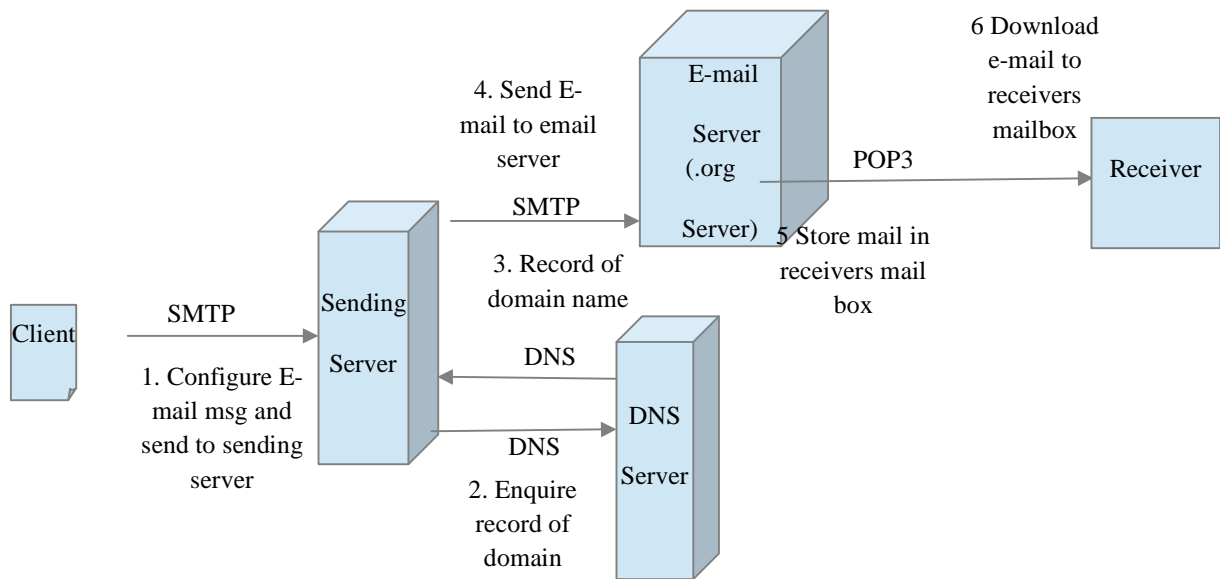 Client
SMTP
1. Configure E-
mail msg and
send to sending
server
Sending
Server
4. Send E-
mail to email
server
SMTP
3. Record of
domain name
DNS
DNS
2. Enquire
record of
domain
DNS
Server
E-mail
Server
(.org
Server)
5 Store mail in
receivers mail
box
POP3
6 Download
e-mail to
receivers
mailbox
Receiver